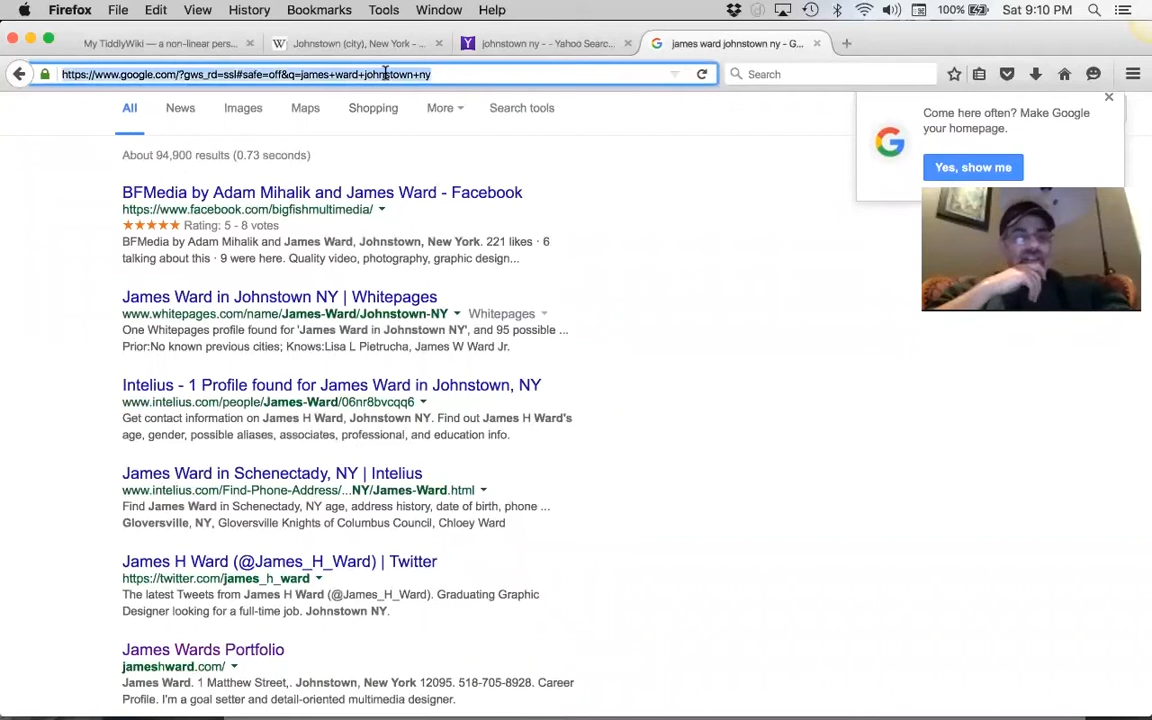 Firefox File Edit View History Bookmarks Tools Window Help 100% Sat 9:10 PM
My TiddlyWiki — a non-linear pers... × W Johnstown (city), New York - ... × Y johnstown ny - - Yahoo Searc... × G james ward johnstown ny - G... × +
https://www.google.com/?gws_rd=ssl#safe=off&q=james+ward+johnstown+ny Search
All News Images Maps Shopping More Search tools
Come here often? Make Google
your homepage.
Yes, show me
About 94,900 results (0.73 seconds)
BFMedia by Adam Mihalik and James Ward - Facebook
https://www.facebook.com/bigfishmultimedia/
Rating: 5 - 8 votes
BFMedia by Adam Mihalik and James Ward, Johnstown, New York. 221 likes · 6
talking about this · 9 were here. Quality video, photography, graphic design...
James Ward in Johnstown NY | Whitepages
www.whitepages.com/name/James-Ward/Johnstown-NY Whitepages
One Whitepages profile found for 'James Ward in Johnstown NY', and 95 possible ...
Prior:No known previous cities; Knows:Lisa L Pietrucha, James W Ward Jr.
Intelius - 1 Profile found for James Ward in Johnstown, NY
www.intelius.com/people/James-Ward/06nr8bvcqq6
Get contact information on James H Ward, Johnstown NY. Find out James H Ward's
age, gender, possible aliases, associates, professional, and education info.
James Ward in Schenectady, NY | Intelius
www.intelius.com/Find-Phone-Address/...NY/James-Ward.html
Find James Ward in Schenectady, NY age, address history, date of birth, phone ...
Gloversville, NY, Gloversville Knights of Columbus Council, Chloey Ward
James H Ward (@James_H_Ward) | Twitter
https://twitter.com/james_h_ward
The latest Tweets from James H Ward (@James_H_Ward). Graduating Graphic
Designer looking for a full-time job. Johnstown NY.
James Wards Portfolio
jameshward.com/
James Ward. 1 Matthew Street,. Johnstown, New York 12095. 518-705-8928. Career
Profile. I'm a goal setter and detail-oriented multimedia designer.